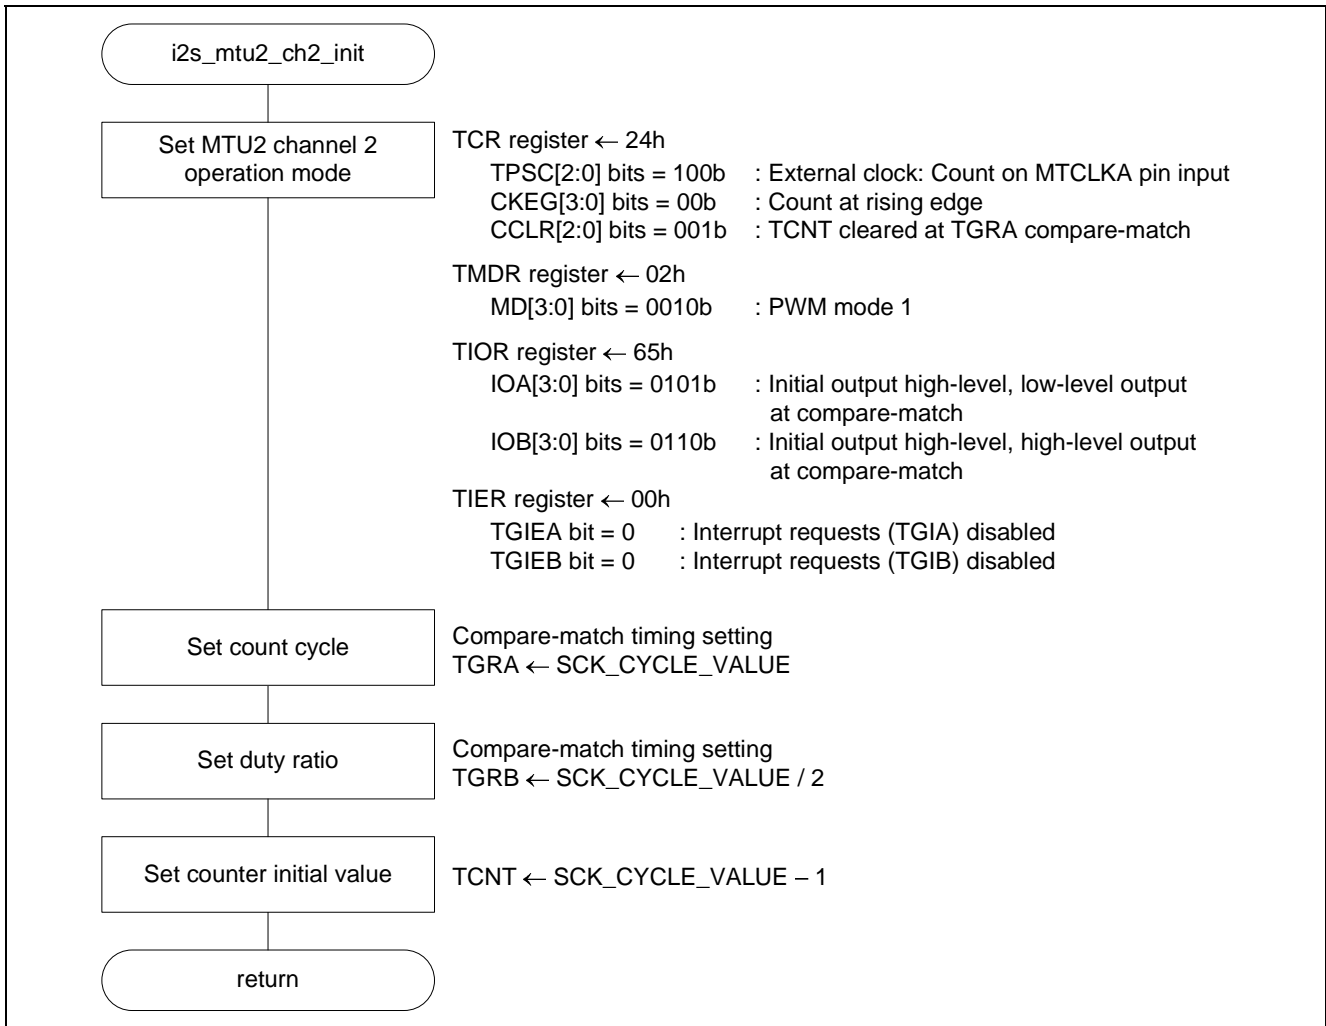 i2s_mtu2_ch2_init
Set MTU2 channel 2
operation mode
TCR register ← 24h
TPSC[2:0] bits = 100b : External clock: Count on MTCLKA pin input
CKEG[3:0] bits = 00b : Count at rising edge
CCLR[2:0] bits = 001b : TCNT cleared at TGRA compare-match
TMDR register ← 02h
MD[3:0] bits = 0010b : PWM mode 1
TIOR register ← 65h
IOA[3:0] bits = 0101b : Initial output high-level, low-level output
at compare-match
IOB[3:0] bits = 0110b : Initial output high-level, high-level output
at compare-match
TIER register ← 00h
TGIEA bit = 0 : Interrupt requests (TGIA) disabled
TGIEB bit = 0 : Interrupt requests (TGIB) disabled
Set count cycle
Compare-match timing setting
TGRA ← SCK_CYCLE_VALUE
Set duty ratio
Compare-match timing setting
TGRB ← SCK_CYCLE_VALUE / 2
Set counter initial value
TCNT ← SCK_CYCLE_VALUE – 1
return